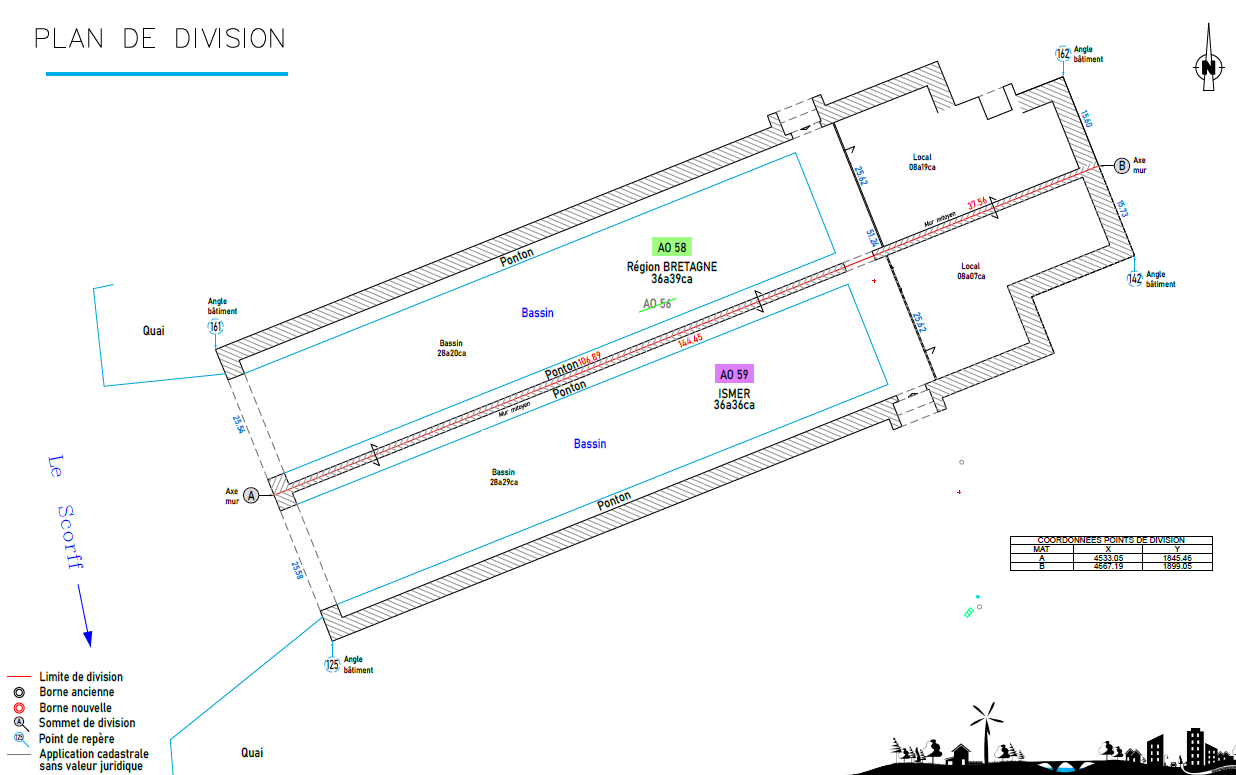 PLAN DE DIVISION
162
Angle
bâtiment
N
15.60
Local
08a19ca
25.62
B
Axe
mur
37.56
Mur mitoyen
15.73
51.24
AO 58
Région BRETAGNE
36a39ca
AO 56
Ponton
Local
08a07ca
142
Angle
bâtiment
Angle
bâtiment
161
Quai
Bassin
25.62
Bassin
28a20ca
144.45
Ponton
106.89
Ponton
AO 59
ISMER
36a36ca
Mur mitoyen
25.54
Bassin
Bassin
28a29ca
Axe
mur
A
Ponton
Le Scorff
25.58
COORDONNEES POINTS DE DIVISION
MAT X Y
A 4533.05 1845.46
B 4667.19 1899.05
125
Angle
bâtiment
Limite de division
Borne ancienne
Borne nouvelle
A
Sommet de division
125
Point de repère
Application cadastrale
sans valeur juridique
Quai